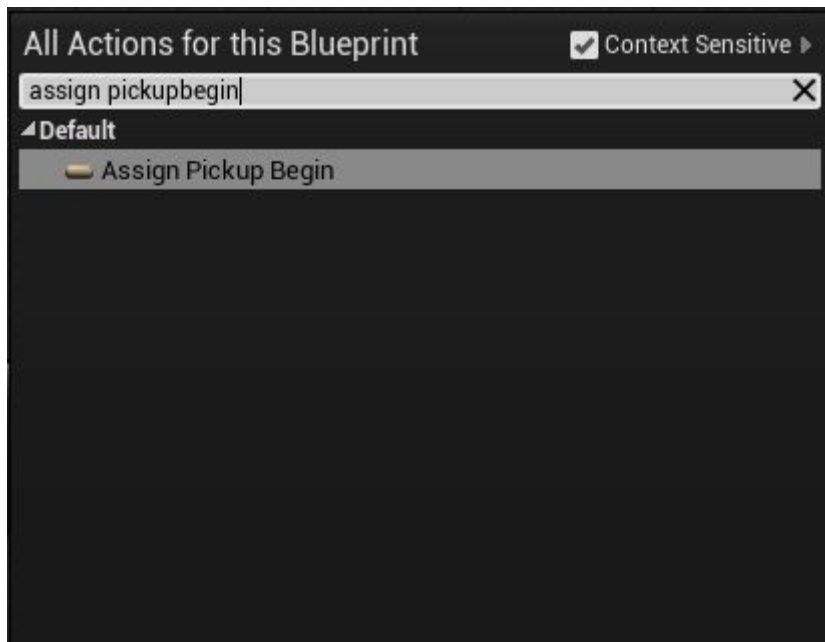 All Actions for this Blueprint Context Sensitive
assign pickupbegin
Default
Assign Pickup Begin